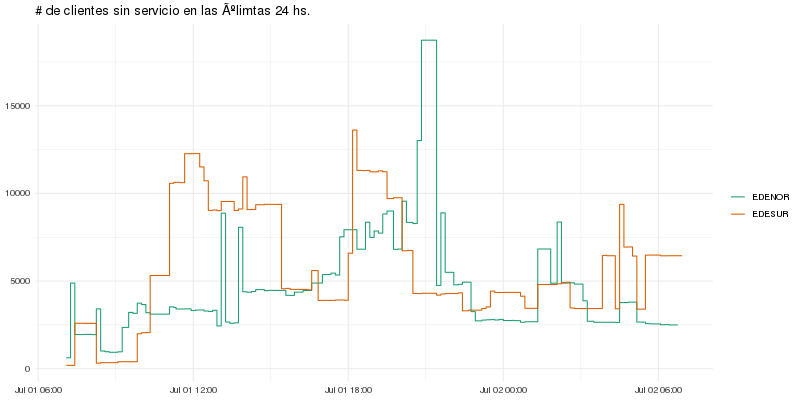 # de clientes sin servicio en las Ãºlimtas 24 hs.
15000
10000
5000
0
Jul 01 06:00 Jul 01 12:00 Jul 01 18:00 Jul 02 00:00 Jul 02 06:00
EDENOR
EDESUR